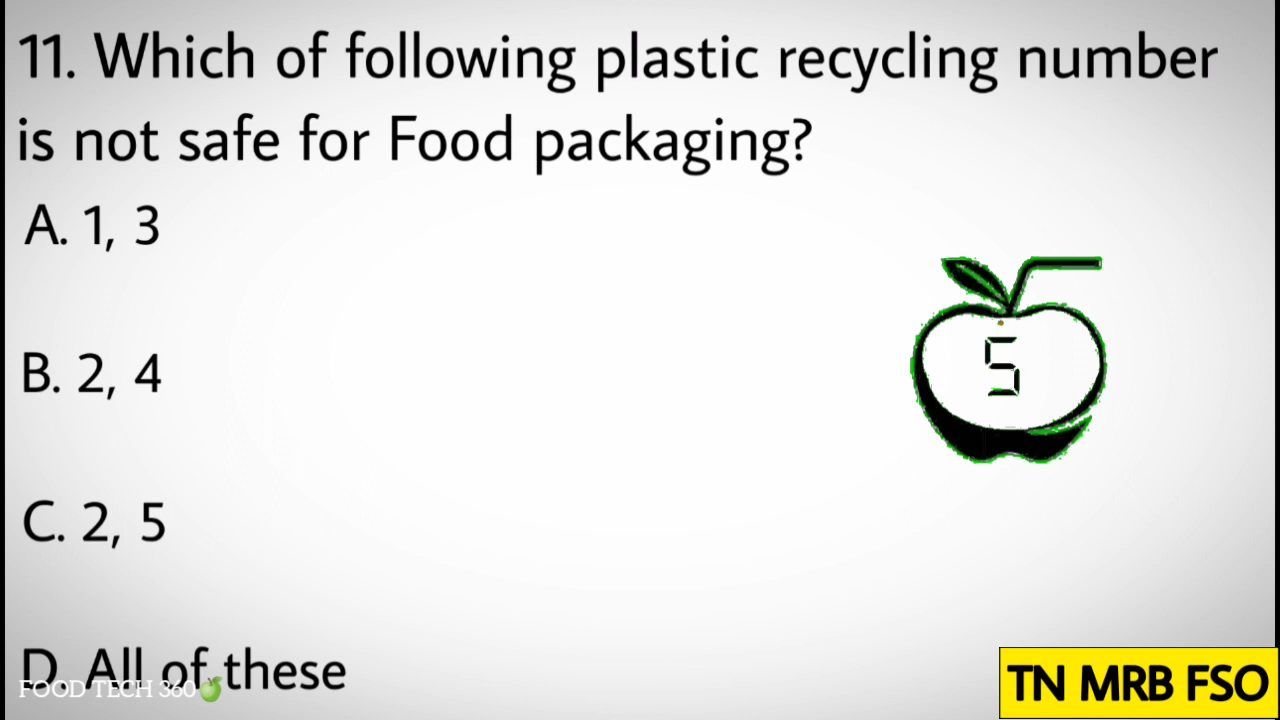 11. Which of following plastic recycling number
is not safe for Food packaging?
A. 1, 3
B. 2, 4
5
C. 2, 5
D. All of these
FOOD TECH 360
TN MRB FSO